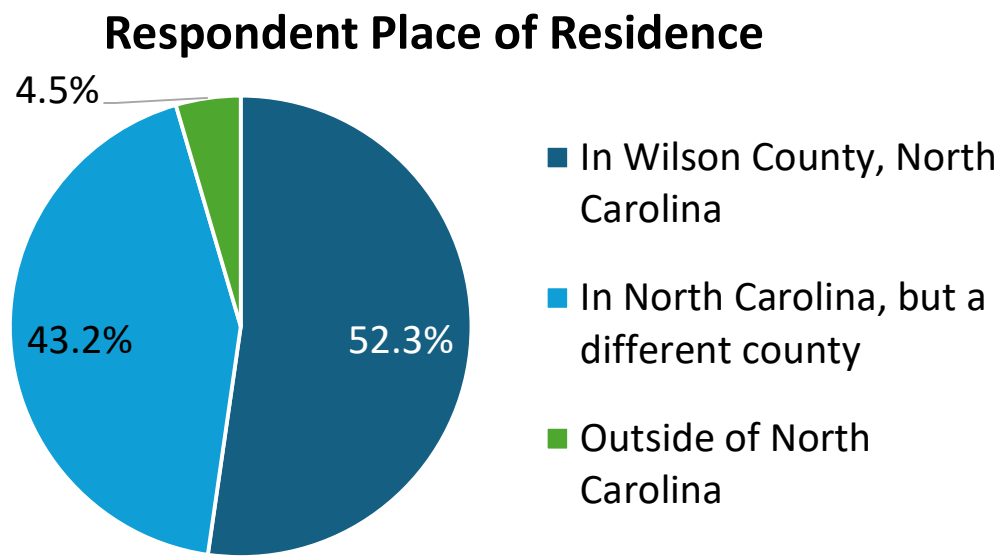 Respondent Place of Residence
4.5%
43.2%
52.3%
In Wilson County, North
Carolina
In North Carolina, but a
different county
Outside of North
Carolina